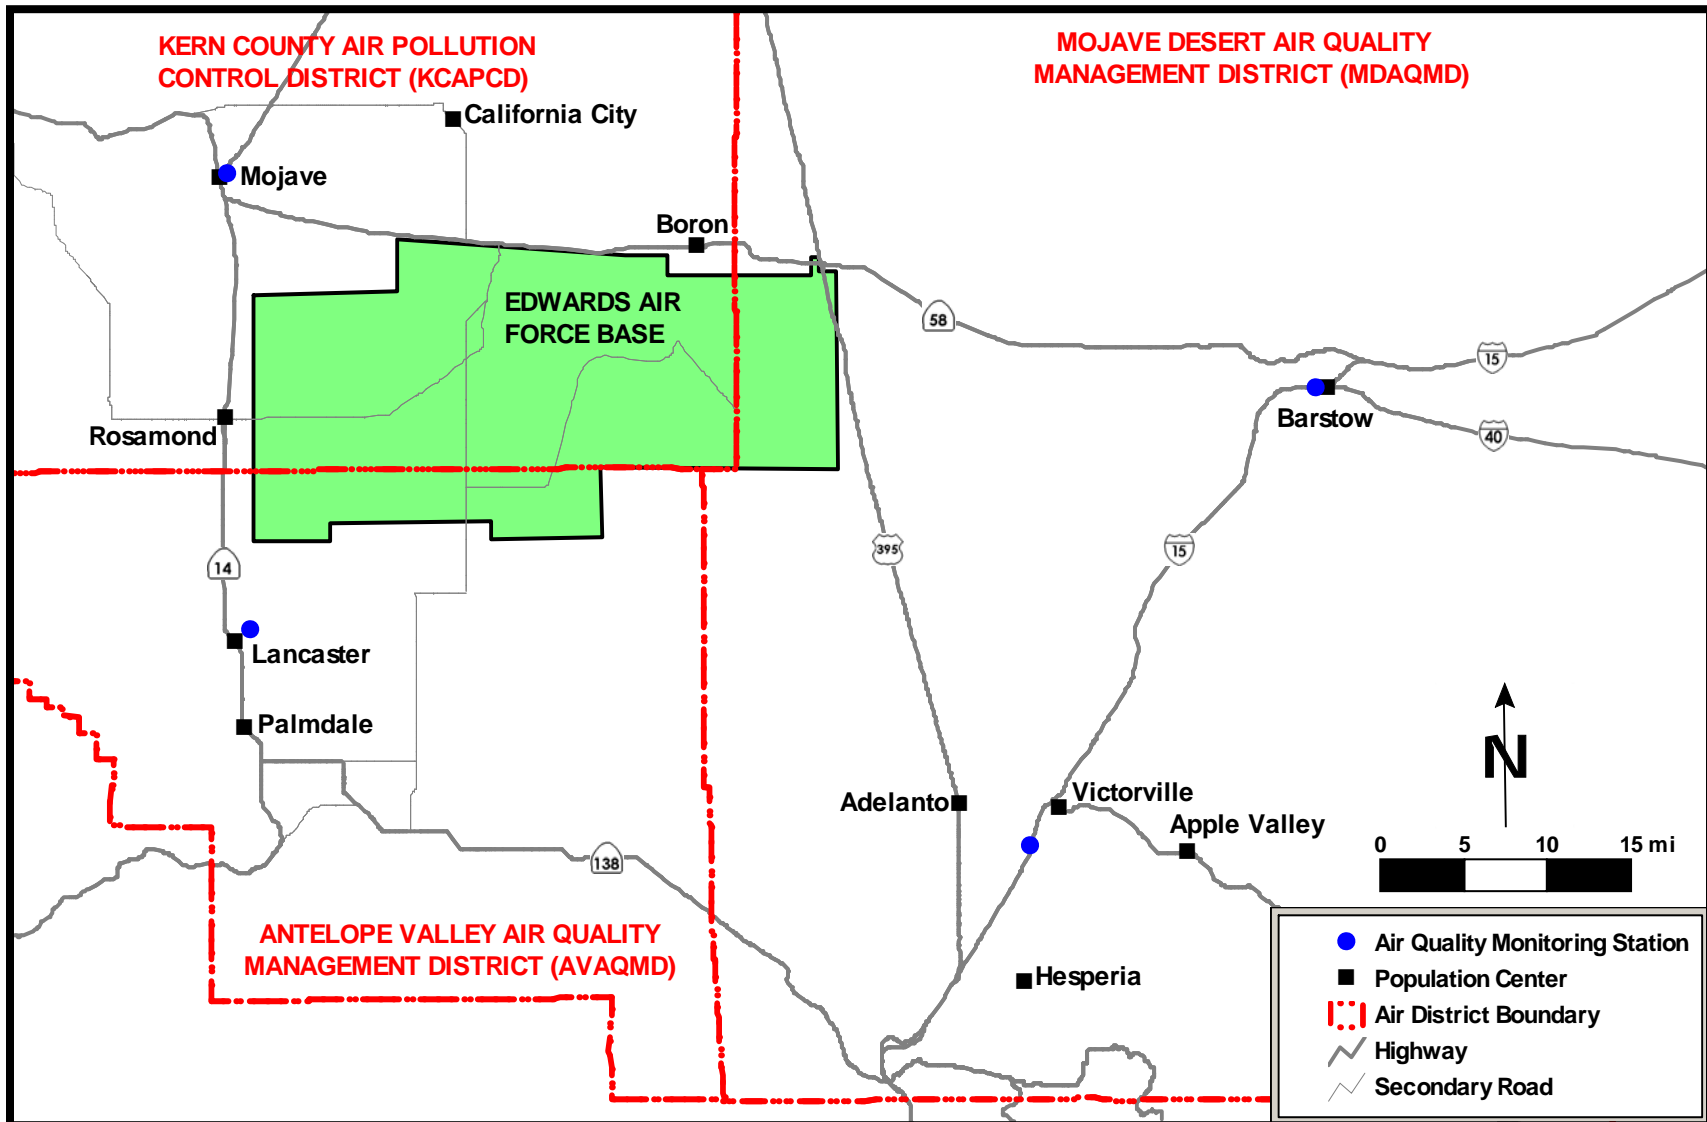 KERN COUNTY AIR POLLUTION
CONTROL DISTRICT (KCAPCD)
MOJAVE DESERT AIR QUALITY
MANAGEMENT DISTRICT (MDAQMD)
California City
Mojave
Boron
EDWARDS AIR
FORCE BASE
58
15
Barstow
40
Rosamond
395
15
14
Lancaster
Palmdale
N
Adelanto
Victorville
Apple Valley
0 5 10 15 mi
138
ANTELOPE VALLEY AIR QUALITY
MANAGEMENT DISTRICT (AVAQMD)
Hesperia
Air Quality Monitoring Station
Population Center
Air District Boundary
Highway
Secondary Road